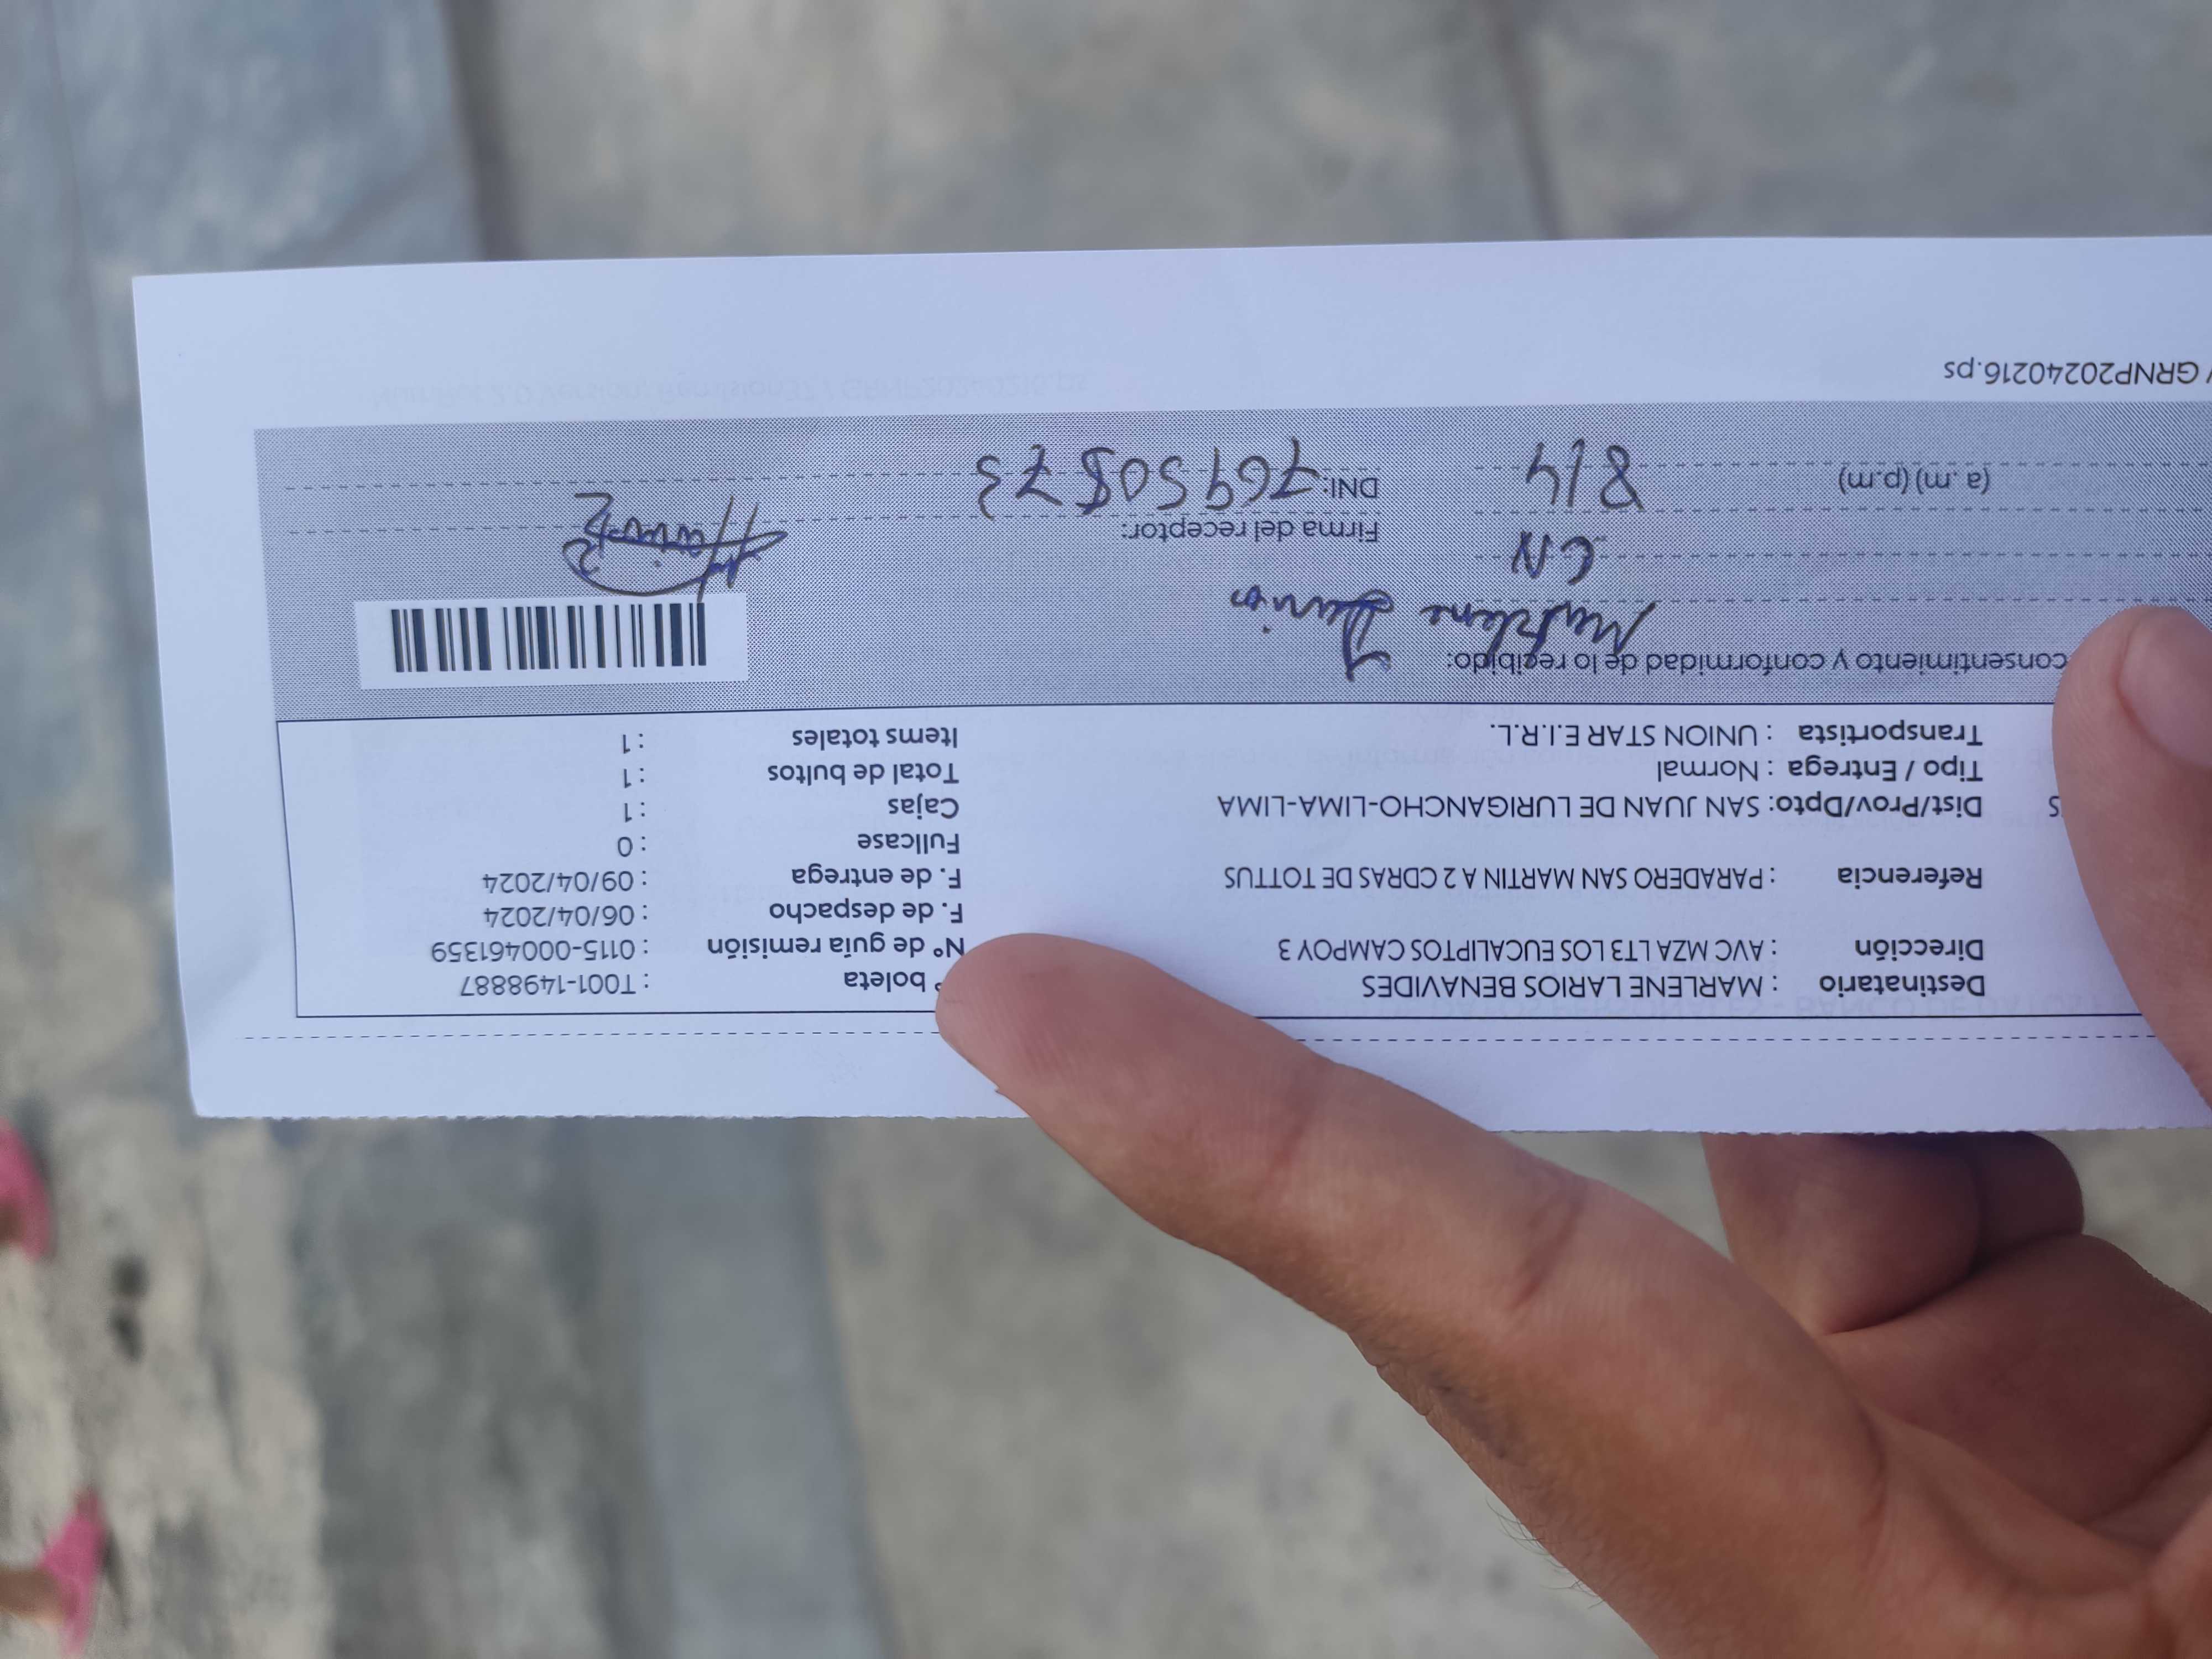 Destinatario : MARLENE LARIOS BENAVIDES
Dirección : AVC MZA LT3 LOS EUCALIPTOS CAMPOY 3
Referencia : PARADERO SAN MARTIN A 2 CDRAS DE TOTTUS
Dist/Prov/Dpto: SAN JUAN DE LURIGANCHO-LIMA-LIMA
Tipo / Entrega : Normal
Transportista : UNION STAR E.I.R.L.
boleta : T001-1498887
N° de guía remisión : 0115-000461359
F. de despacho : 06/04/2024
F. de entrega : 09/04/2024
Fullcase : 0
Cajas : 1
Total de bultos : 1
Items totales : 1
consentimiento y conformidad de lo recibido:
Marlene Larios
CN
Firma del receptor:
(a .m) (p.m) 8/4
DNI: 76950873
/ GRNP20240216.ps